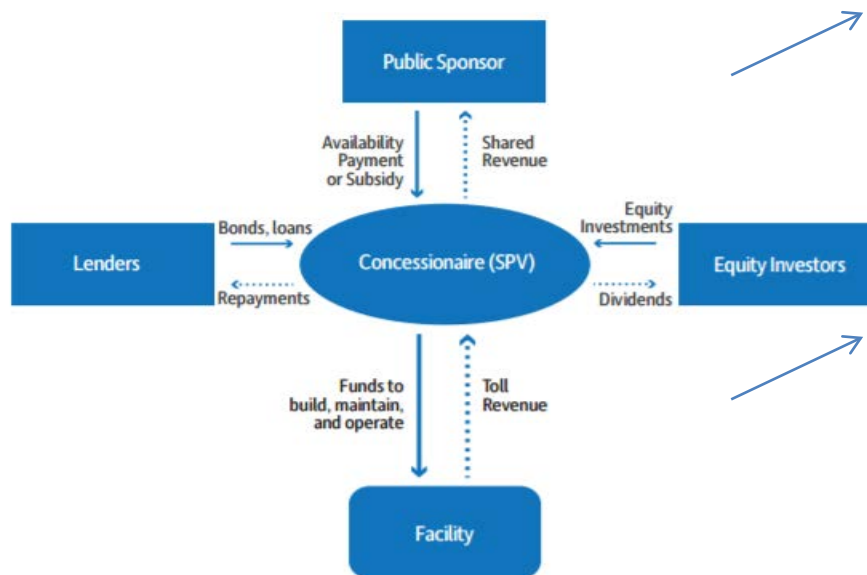 Public Sponsor
Availability
Payment
or Subsidy
Shared
Revenue
Bonds, loans
Equity
Investments
Lenders
Concessionaire (SPV)
Equity Investors
Repayments
Dividends
Funds to
build, maintain,
and operate
Toll
Revenue
Facility